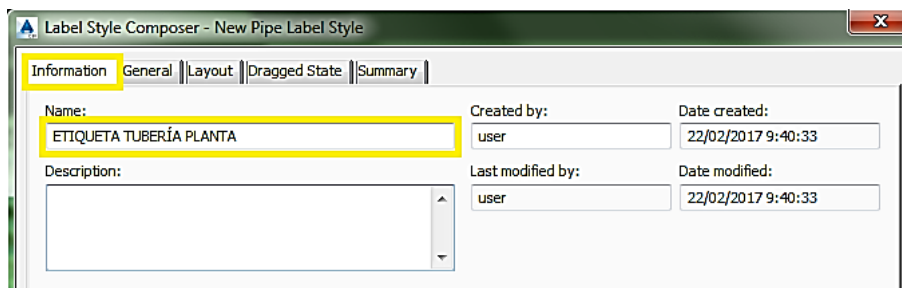 Label Style Composer - New Pipe Label Style
Information General Layout Dragged State Summary
Name: Created by: Date created:
ETIQUETA TUBERÍA PLANTA user 22/02/2017 9:40:33
Description: Last modified by: Date modified:
user 22/02/2017 9:40:33